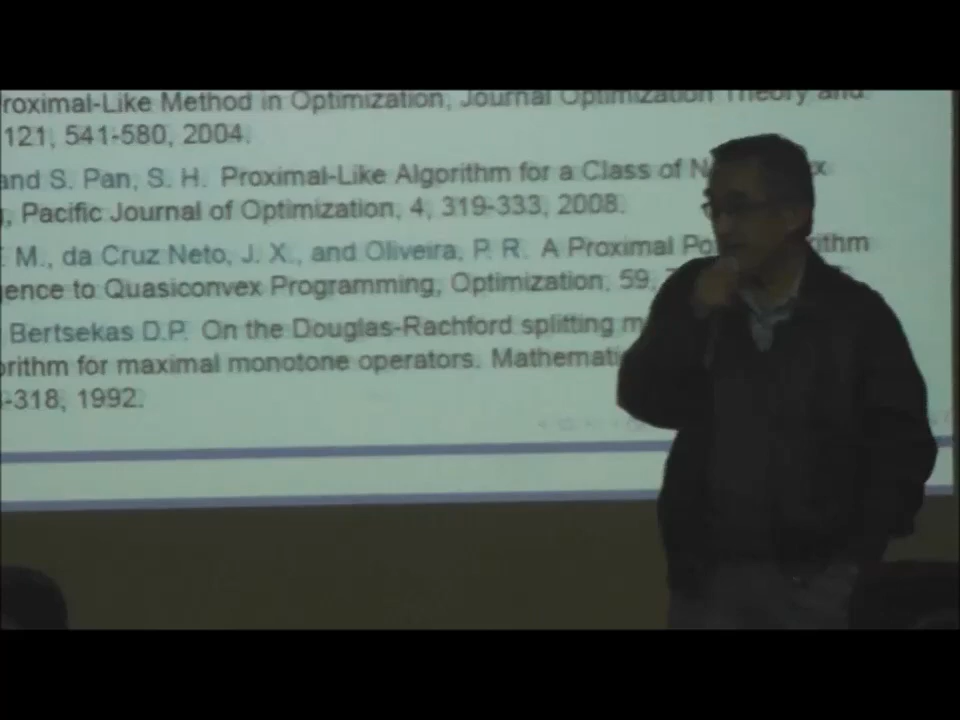 roximal-Like Method in Optimization, Journal Optimization Theory and
121, 541-580, 2004.
and S. Pan, S. H. Proximal-Like Algorithm for a Class of N x
, Pacific Journal of Optimization, 4, 319-333, 2008.
M., da Cruz Neto, J. X., and Oliveira, P. R. A Proximal Po ithm
gence to Quasiconvex Programming, Optimization, 59,
Bertsekas D.P. On the Douglas-Rachford splitting m
orithm for maximal monotone operators. Mathemati
-318, 1992.